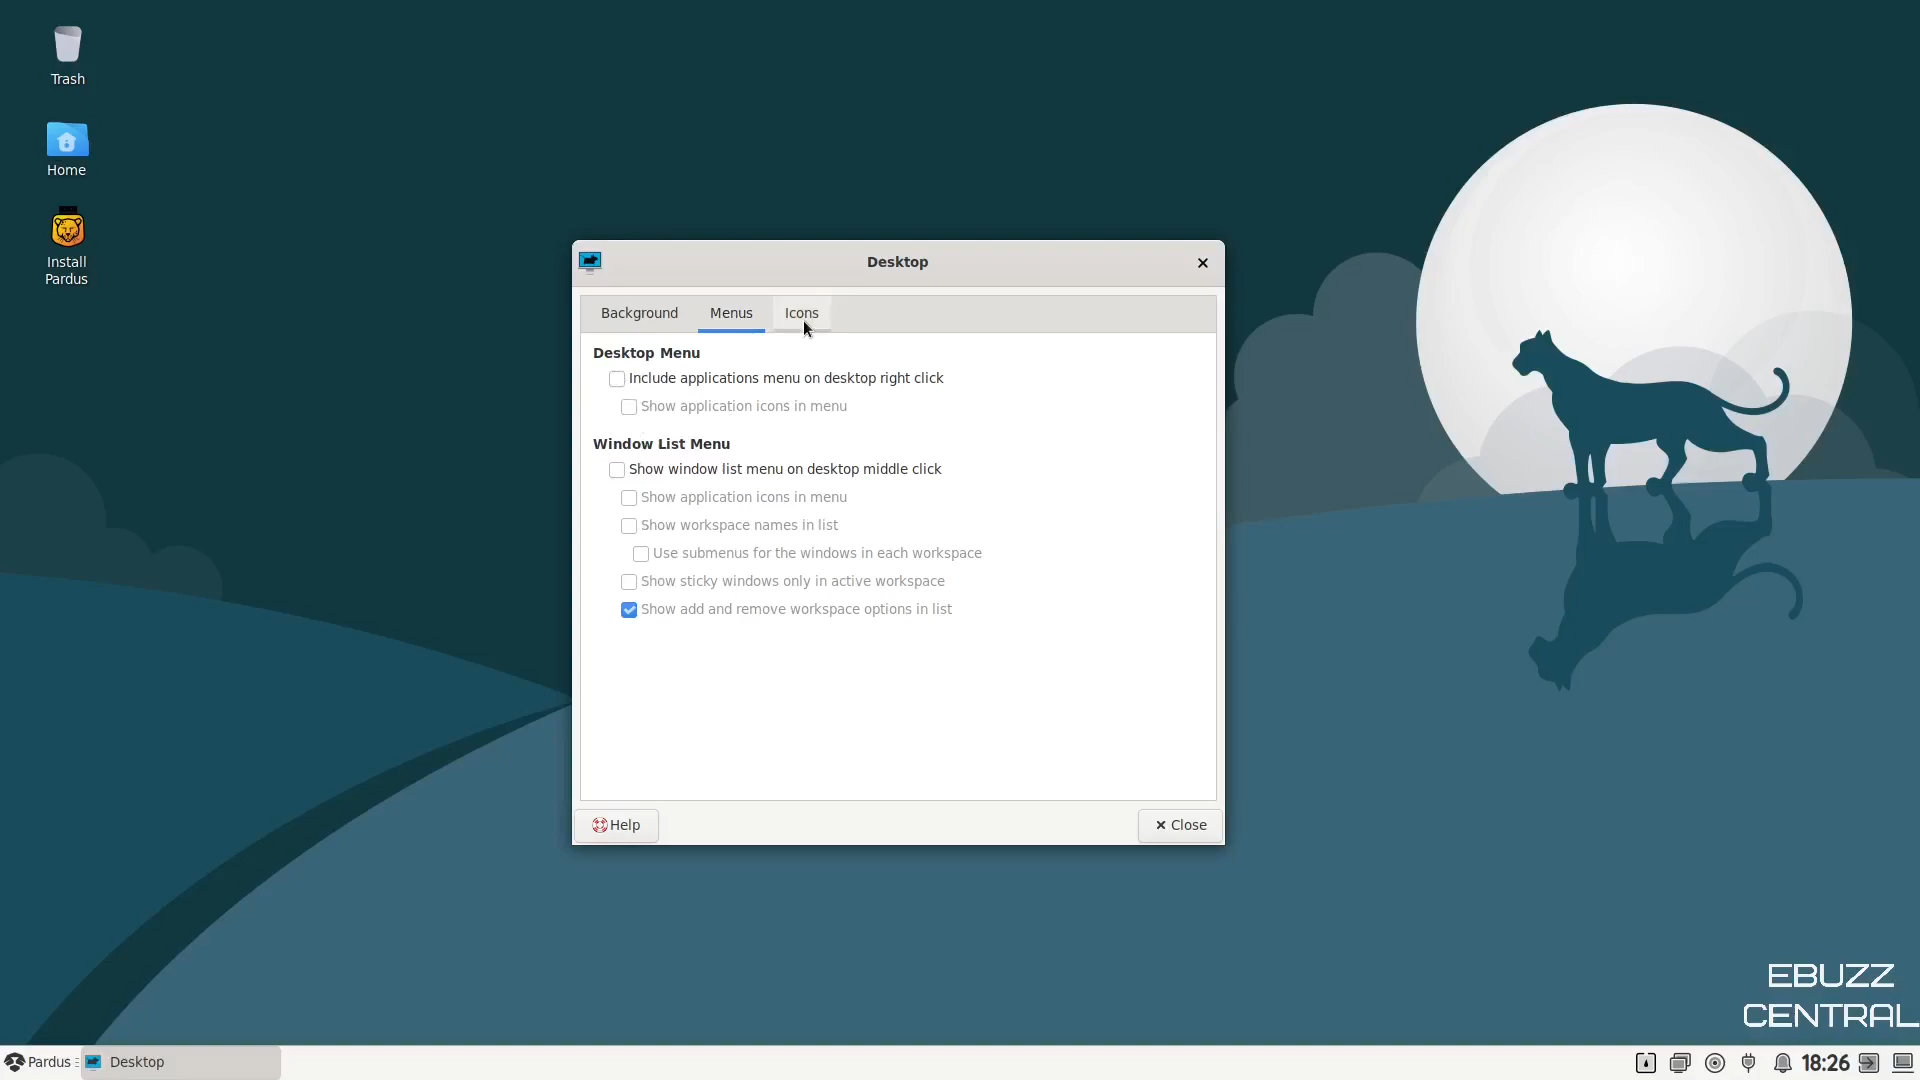 Trash
Home
Install
Pardus
Desktop
Background Menus Icons
Desktop Menu
Include applications menu on desktop right click
Show application icons in menu
Window List Menu
Show window list menu on desktop middle click
Show application icons in menu
Show workspace names in list
Use submenus for the windows in each workspace
Show sticky windows only in active workspace
Show add and remove workspace options in list
Help
Close
EBUZZ
CENTRAL
Pardus Desktop 18:26